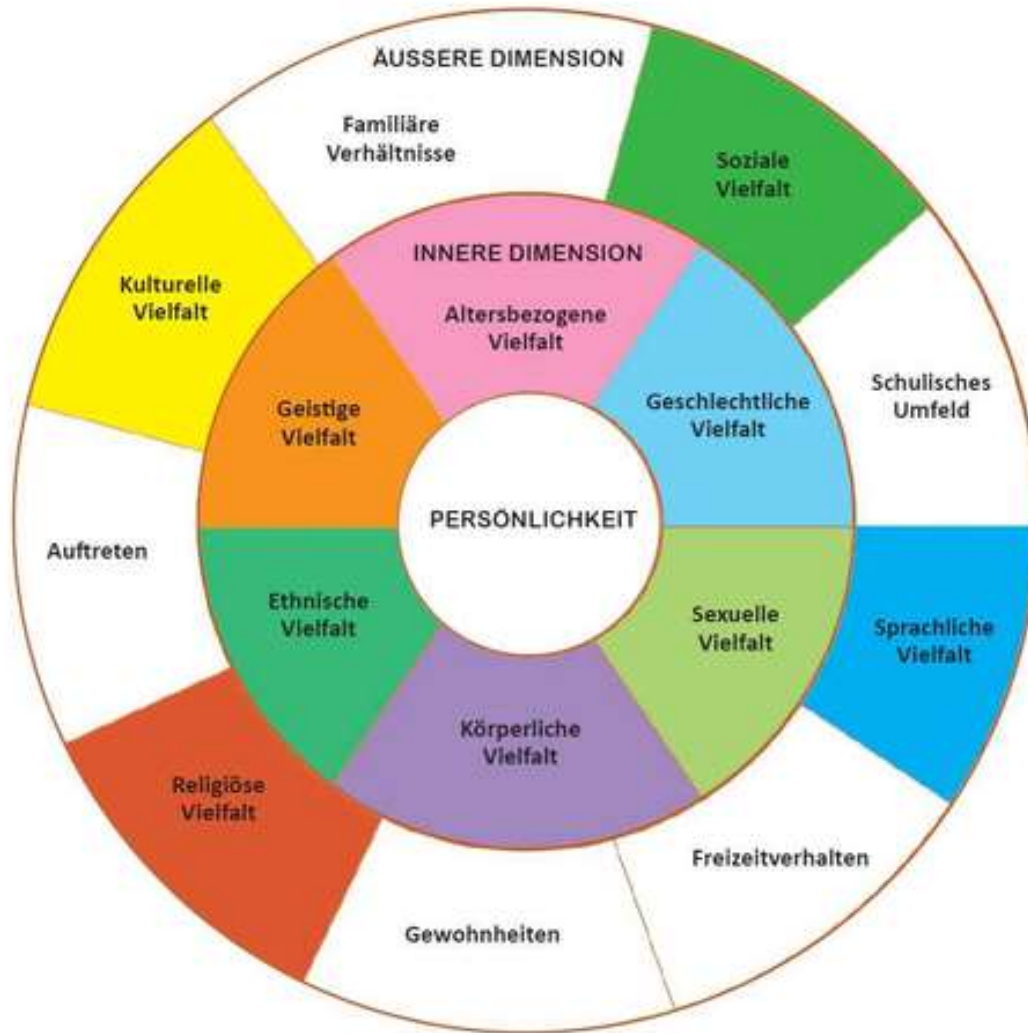 ÄUSSERE DIMENSION
Familiäre
Verhältnisse
Soziale
Vielfalt
Schulisches
Umfeld
Sprachliche
Vielfalt
Freizeitverhalten
Gewohnheiten
Religiöse
Vielfalt
Auftreten
Kulturelle
Vielfalt
INNERE DIMENSION
Altersbezogene
Vielfalt
Geschlechtliche
Vielfalt
Sexuelle
Vielfalt
Körperliche
Vielfalt
Ethnische
Vielfalt
Geistige
Vielfalt
PERSÖNLICHKEIT